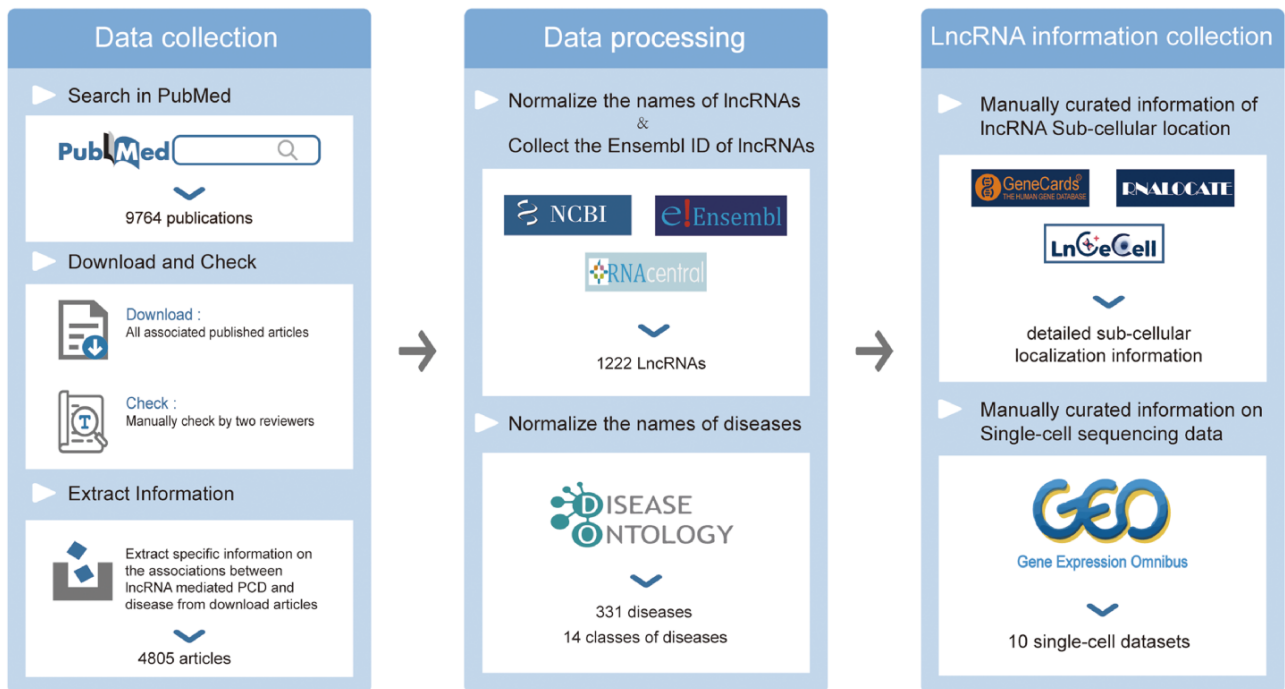 Data collection
Search in PubMed
PubMed
9764 publications
Download and Check
Download :
All associated published articles
T
Check :
Manually check by two reviewers
Extract Information
Extract specific information on
the associations between
lncRNA mediated PCD and
disease from download articles
4805 articles
Data processing
Normalize the names of lncRNAs
&
Collect the Ensembl ID of lncRNAs
NCBI
e!Ensembl
RNAcentral
1222 LncRNAs
Normalize the names of diseases
DISEASE
ONTOLOGY
331 diseases
14 classes of diseases
LncRNA information collection
Manually curated information of
lncRNA Sub-cellular location
GeneCards®
THE HUMAN GENE DATABASE
RNALOCATE
LnCeCell
detailed sub-cellular
localization information
Manually curated information on
Single-cell sequencing data
GEO
Gene Expression Omnibus
10 single-cell datasets